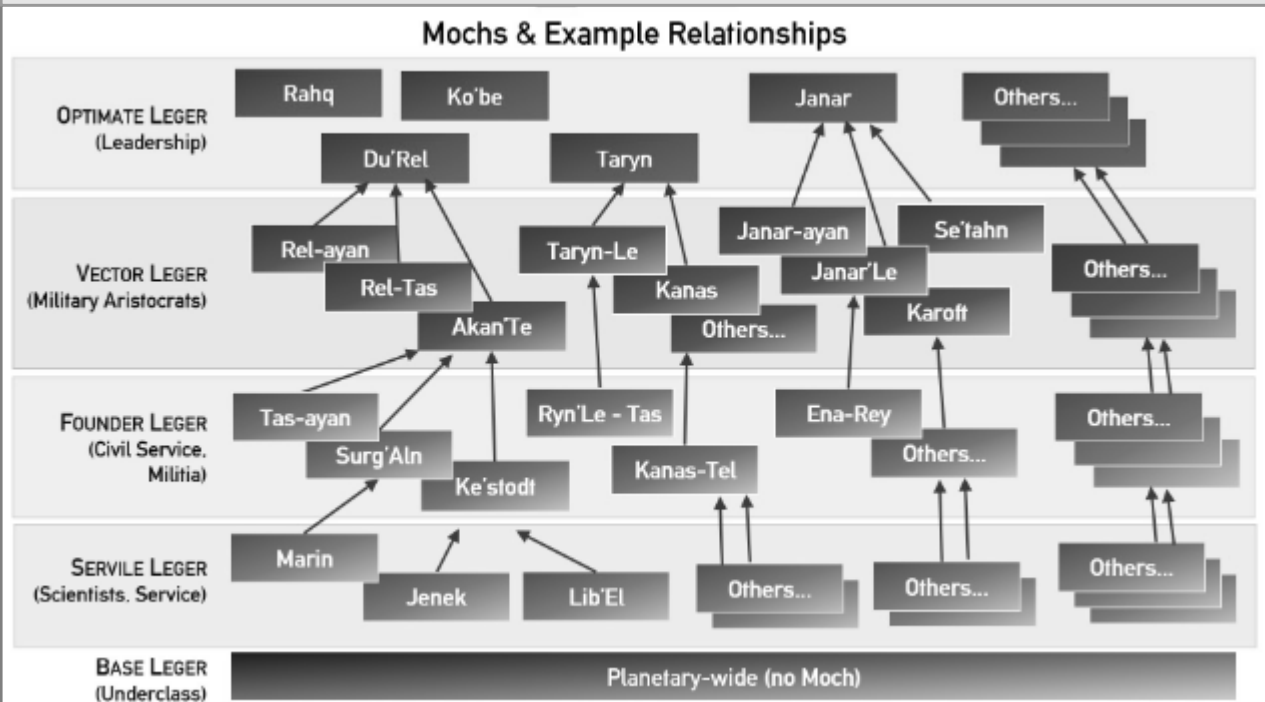 Mochs & Example Relationships
OPTIMATE LEGER
(Leadership)
Rahq
Ko'be
Janar
Others...
Du'Rel
Taryn
VECTOR LEGER
(Military Aristocrats)
Rel-ayan
Rel-Tas
Akan'Te
Taryn-Le
Kanas
Others...
Janar-ayan
Janar'Le
Se'tahn
Karoft
Others...
FOUNDER LEGER
(Civil Service,
Militia)
Tas-ayan
Surg'Aln
Ke'stodt
Ryn'Le - Tas
Kanas-Tel
Ena-Rey
Others...
Others...
SERVILE LEGER
(Scientists, Service)
Marin
Jenek
Lib'El
Others...
Others...
Others...
BASE LEGER
(Underclass)
Planetary-wide (no Moch)